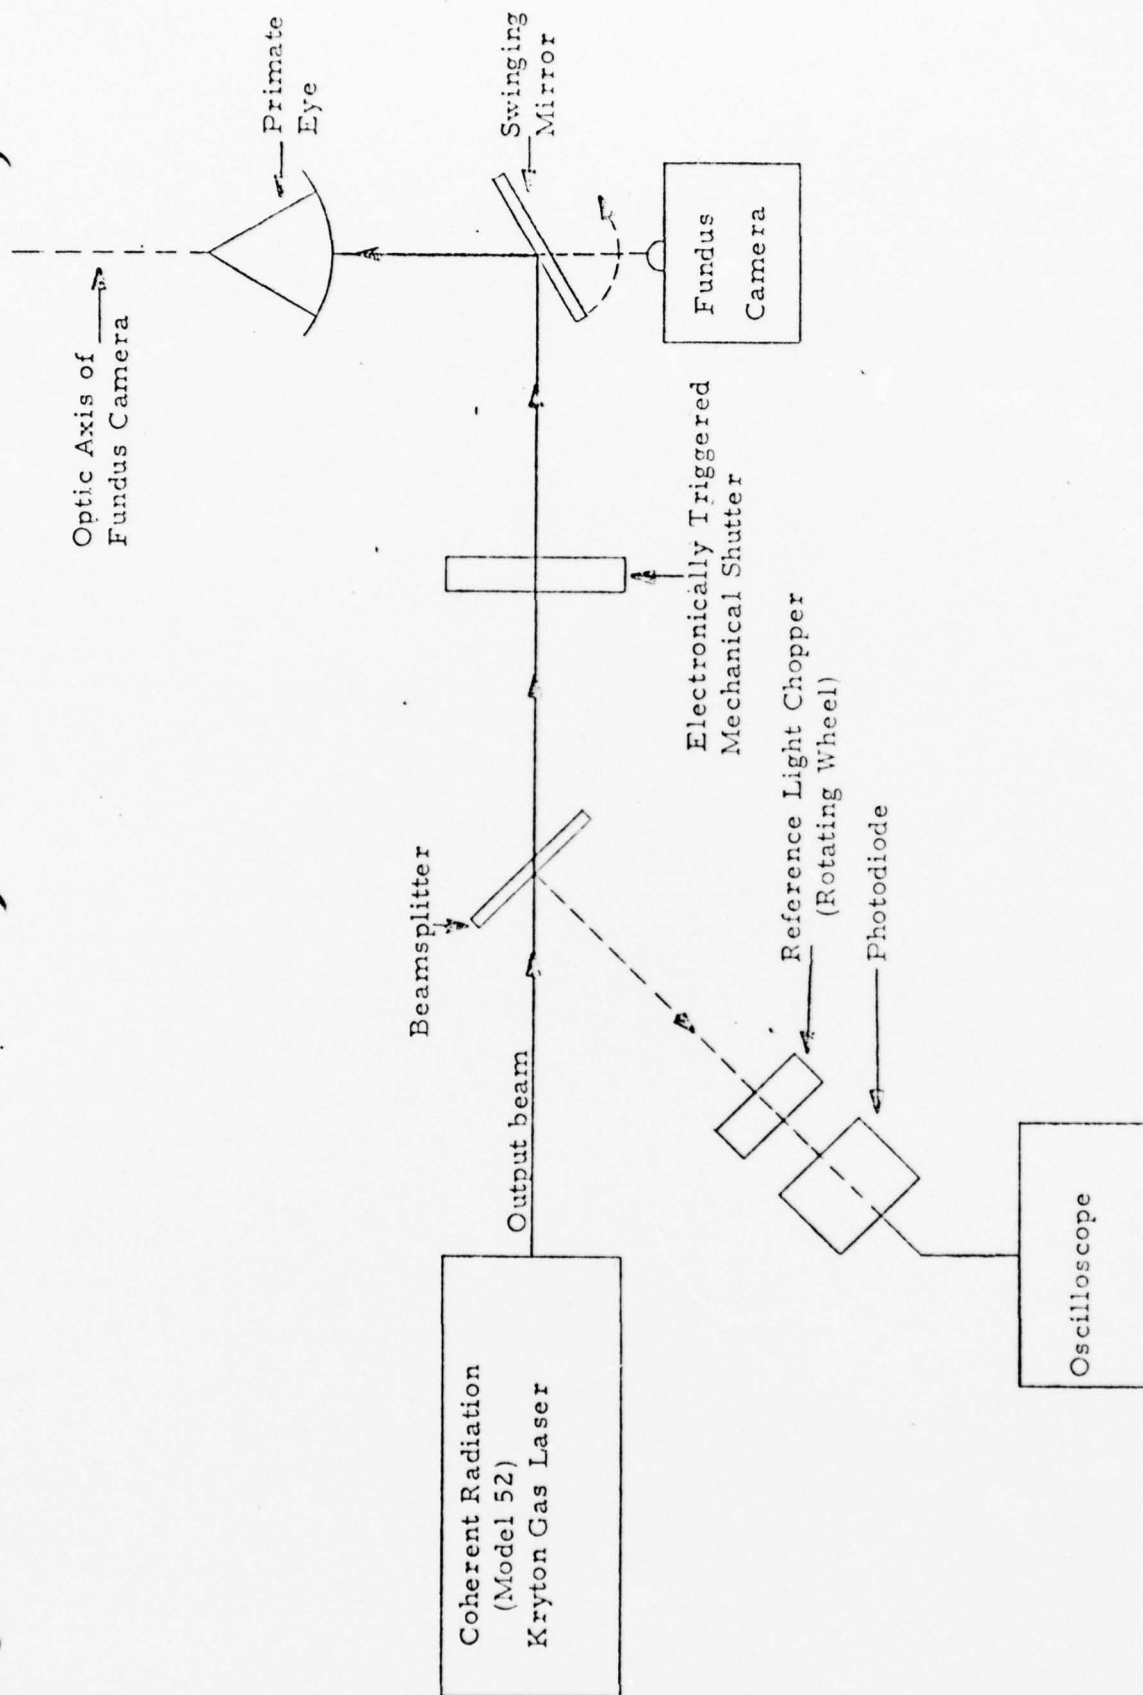 Optic Axis of
Fundus Camera
Primate
Eye
Swinging
Mirror
Fundus
Camera
Electronically Triggered
Mechanical Shutter
Beamsplitter
Output beam
Reference Light Chopper
(Rotating Wheel)
Photodiode
Coherent Radiation
(Model 52)
Kryton Gas Laser
Oscilloscope